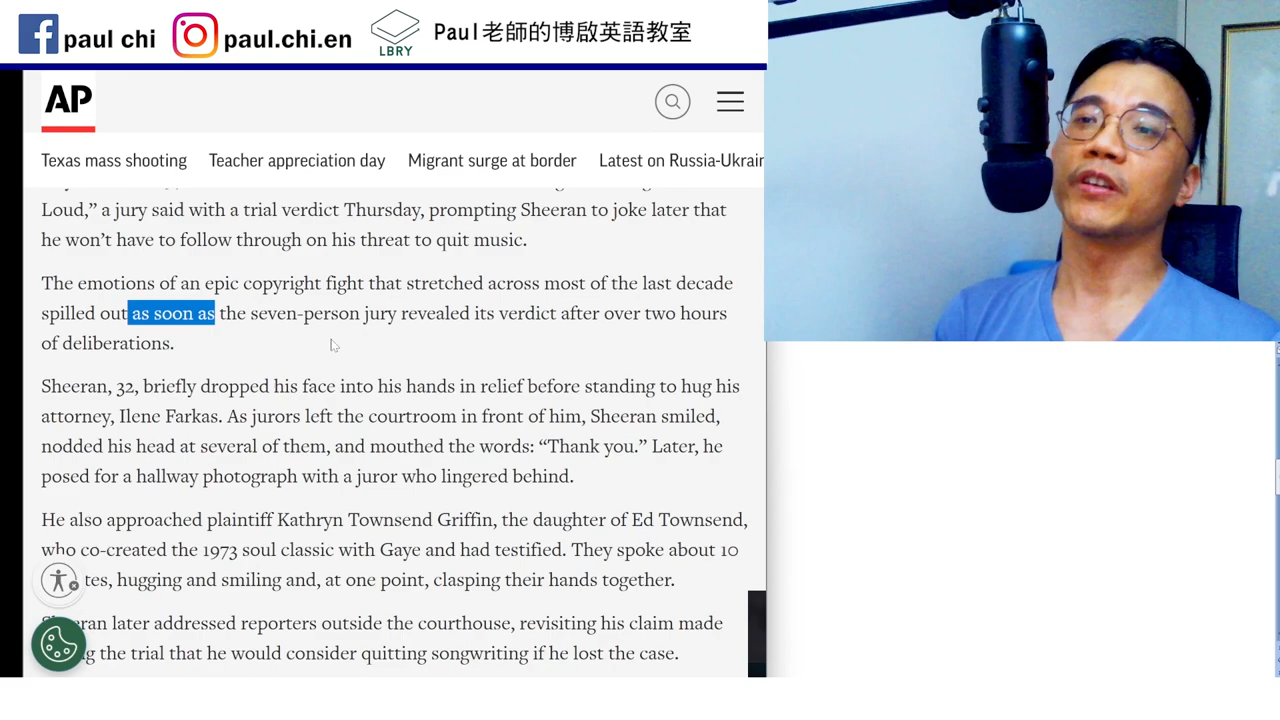 paul chi
paul.chi.en
LBRY
Paul老師的博啟英語教室
AP
Texas mass shooting
Teacher appreciation day
Migrant surge at border
Latest on Russia-Ukrain
Loud,” a jury said with a trial verdict Thursday, prompting Sheeran to joke later that
he won’t have to follow through on his threat to quit music.
The emotions of an epic copyright fight that stretched across most of the last decade
spilled out as soon as the seven-person jury revealed its verdict after over two hours
of deliberations.
Sheeran, 32, briefly dropped his face into his hands in relief before standing to hug his
attorney, Ilene Farkas. As jurors left the courtroom in front of him, Sheeran smiled,
nodded his head at several of them, and mouthed the words: “Thank you.” Later, he
posed for a hallway photograph with a juror who lingered behind.
He also approached plaintiff Kathryn Townsend Griffin, the daughter of Ed Townsend,
who co-created the 1973 soul classic with Gaye and had testified. They spoke about 10
tes, hugging and smiling and, at one point, clasping their hands together.
Sheeran later addressed reporters outside the courthouse, revisiting his claim made
g the trial that he would consider quitting songwriting if he lost the case.